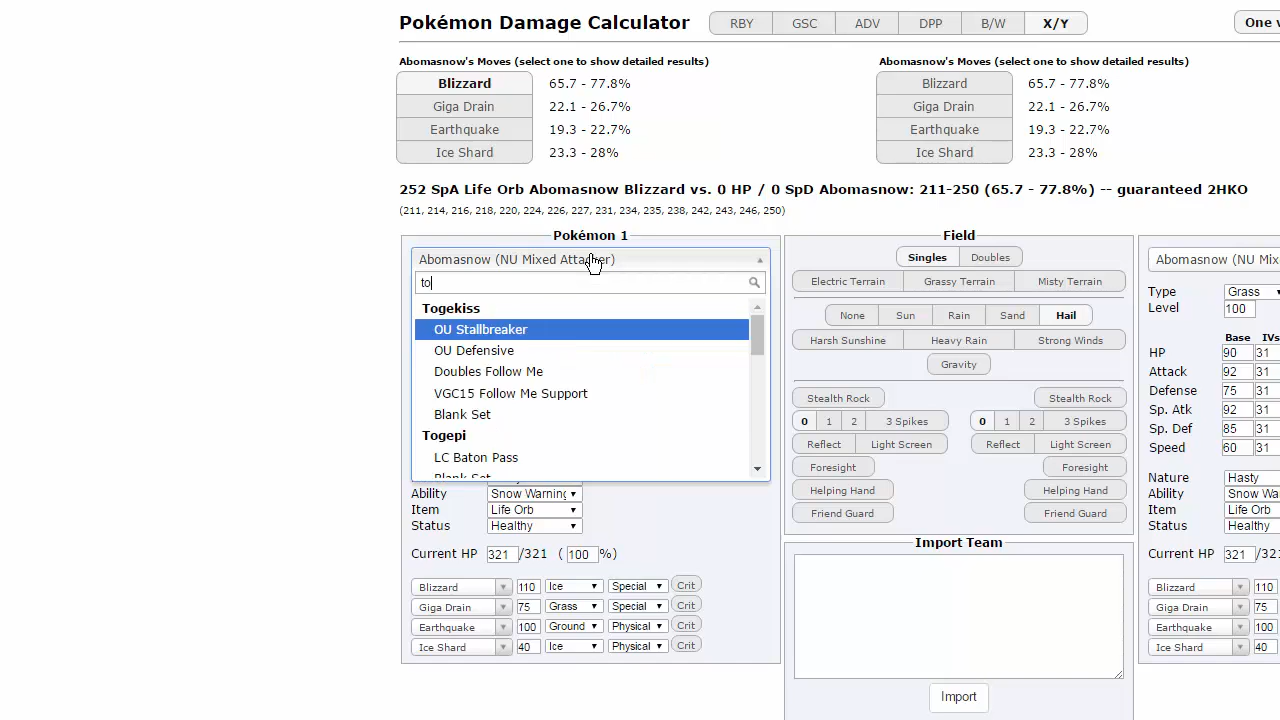 Pokémon Damage Calculator RBY GSC ADV DPP B/W X/Y One v
Abomasnow's Moves (select one to show detailed results)
Blizzard 65.7 - 77.8%
Giga Drain 22.1 - 26.7%
Earthquake 19.3 - 22.7%
Ice Shard 23.3 - 28%
Abomasnow's Moves (select one to show detailed results)
Blizzard 65.7 - 77.8%
Giga Drain 22.1 - 26.7%
Earthquake 19.3 - 22.7%
Ice Shard 23.3 - 28%
252 SpA Life Orb Abomasnow Blizzard vs. 0 HP / 0 SpD Abomasnow: 211-250 (65.7 - 77.8%) -- guaranteed 2HKO
(211, 214, 216, 218, 220, 224, 226, 227, 231, 234, 235, 238, 242, 243, 246, 250)
Pokémon 1
Abomasnow (NU Mixed Attacker)
to
Togekiss
OU Stallbreaker
OU Defensive
Doubles Follow Me
VGC15 Follow Me Support
Blank Set
Togepi
LC Baton Pass
Blank Set
Ability Snow Warning
Item Life Orb
Status Healthy
Current HP 321 /321 ( 100 %)
Blizzard 110 Ice Special Crit
Giga Drain 75 Grass Special Crit
Earthquake 100 Ground Physical Crit
Ice Shard 40 Ice Physical Crit
Field
Singles Doubles
Electric Terrain Grassy Terrain Misty Terrain
None Sun Rain Sand Hail
Harsh Sunshine Heavy Rain Strong Winds
Gravity
Stealth Rock Stealth Rock
0 1 2 3 Spikes 0 1 2 3 Spikes
Reflect Light Screen Reflect Light Screen
Foresight Foresight
Helping Hand Helping Hand
Friend Guard Friend Guard
Import Team
Import
Abomasnow (NU Mi
Type Grass
Level 100
Base IVs
HP 90 31
Attack 92 31
Defense 75 31
Sp. Atk 92 31
Sp. Def 85 31
Speed 60 31
Nature Hasty
Ability Snow Wa
Item Life Orb
Status Healthy
Current HP 321 /321
Blizzard 110
Giga Drain 75
Earthquake 100
Ice Shard 40